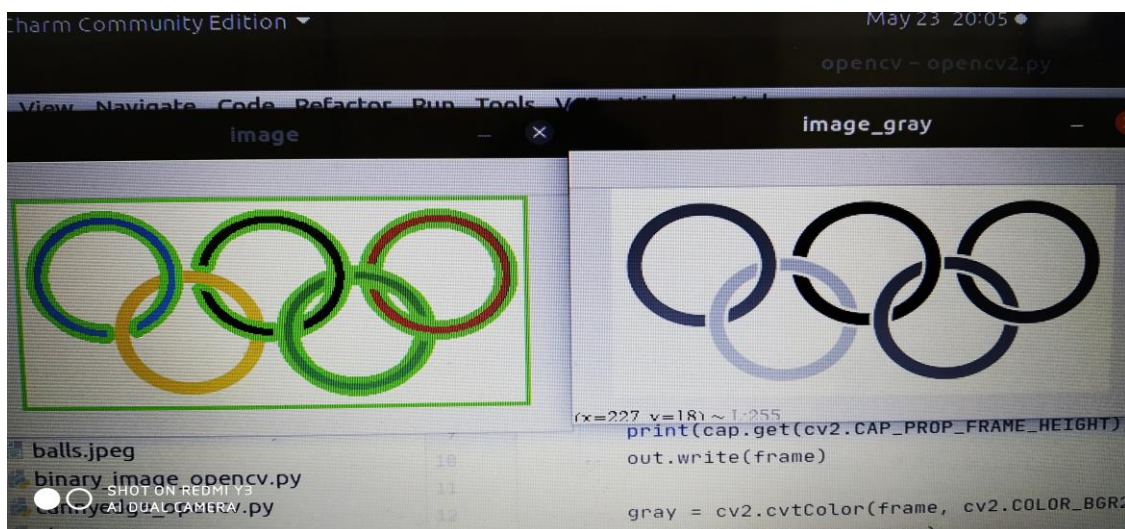 Charm Community Edition
May 23 20:05
opencv – opencv2.py
View Navigate Code Refactor Run Tools
image
image_gray
(x=227, y=18) ~ L:255
print(cap.get(cv2.CAP_PROP_FRAME_HEIGHT)
balls.jpeg
10
out.write(frame)
binary_image_opencv.py
11
SHOT ON REDMI Y3
AI DUAL CAMERA
cannyedge_opencv.py
12
gray = cv2.cvtColor(frame, cv2.COLOR_BGR2